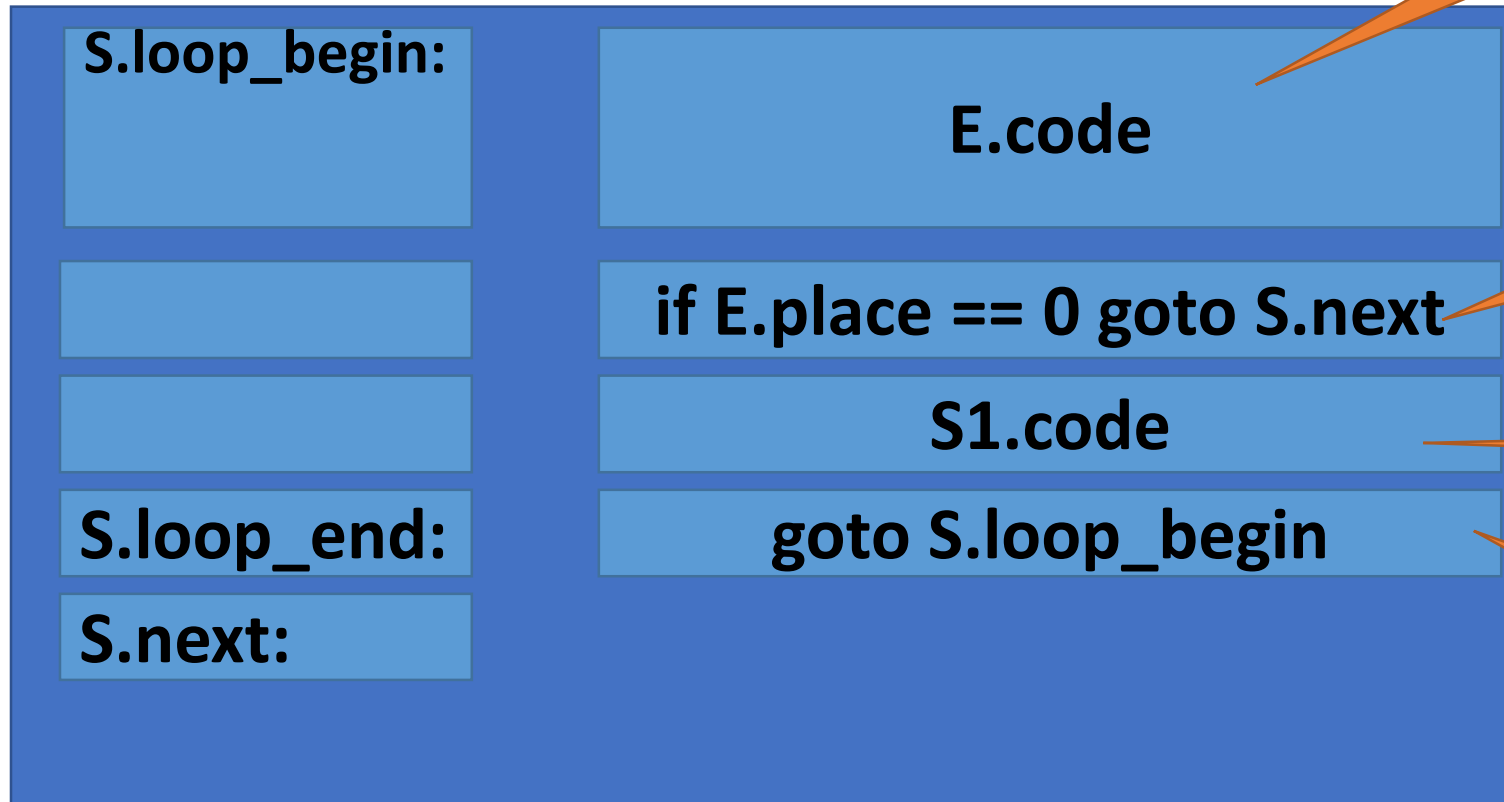 S.loop_begin:
E.code
if E.place == 0 goto S.next
S1.code
S.loop_end:
goto S.loop_begin
S.next: